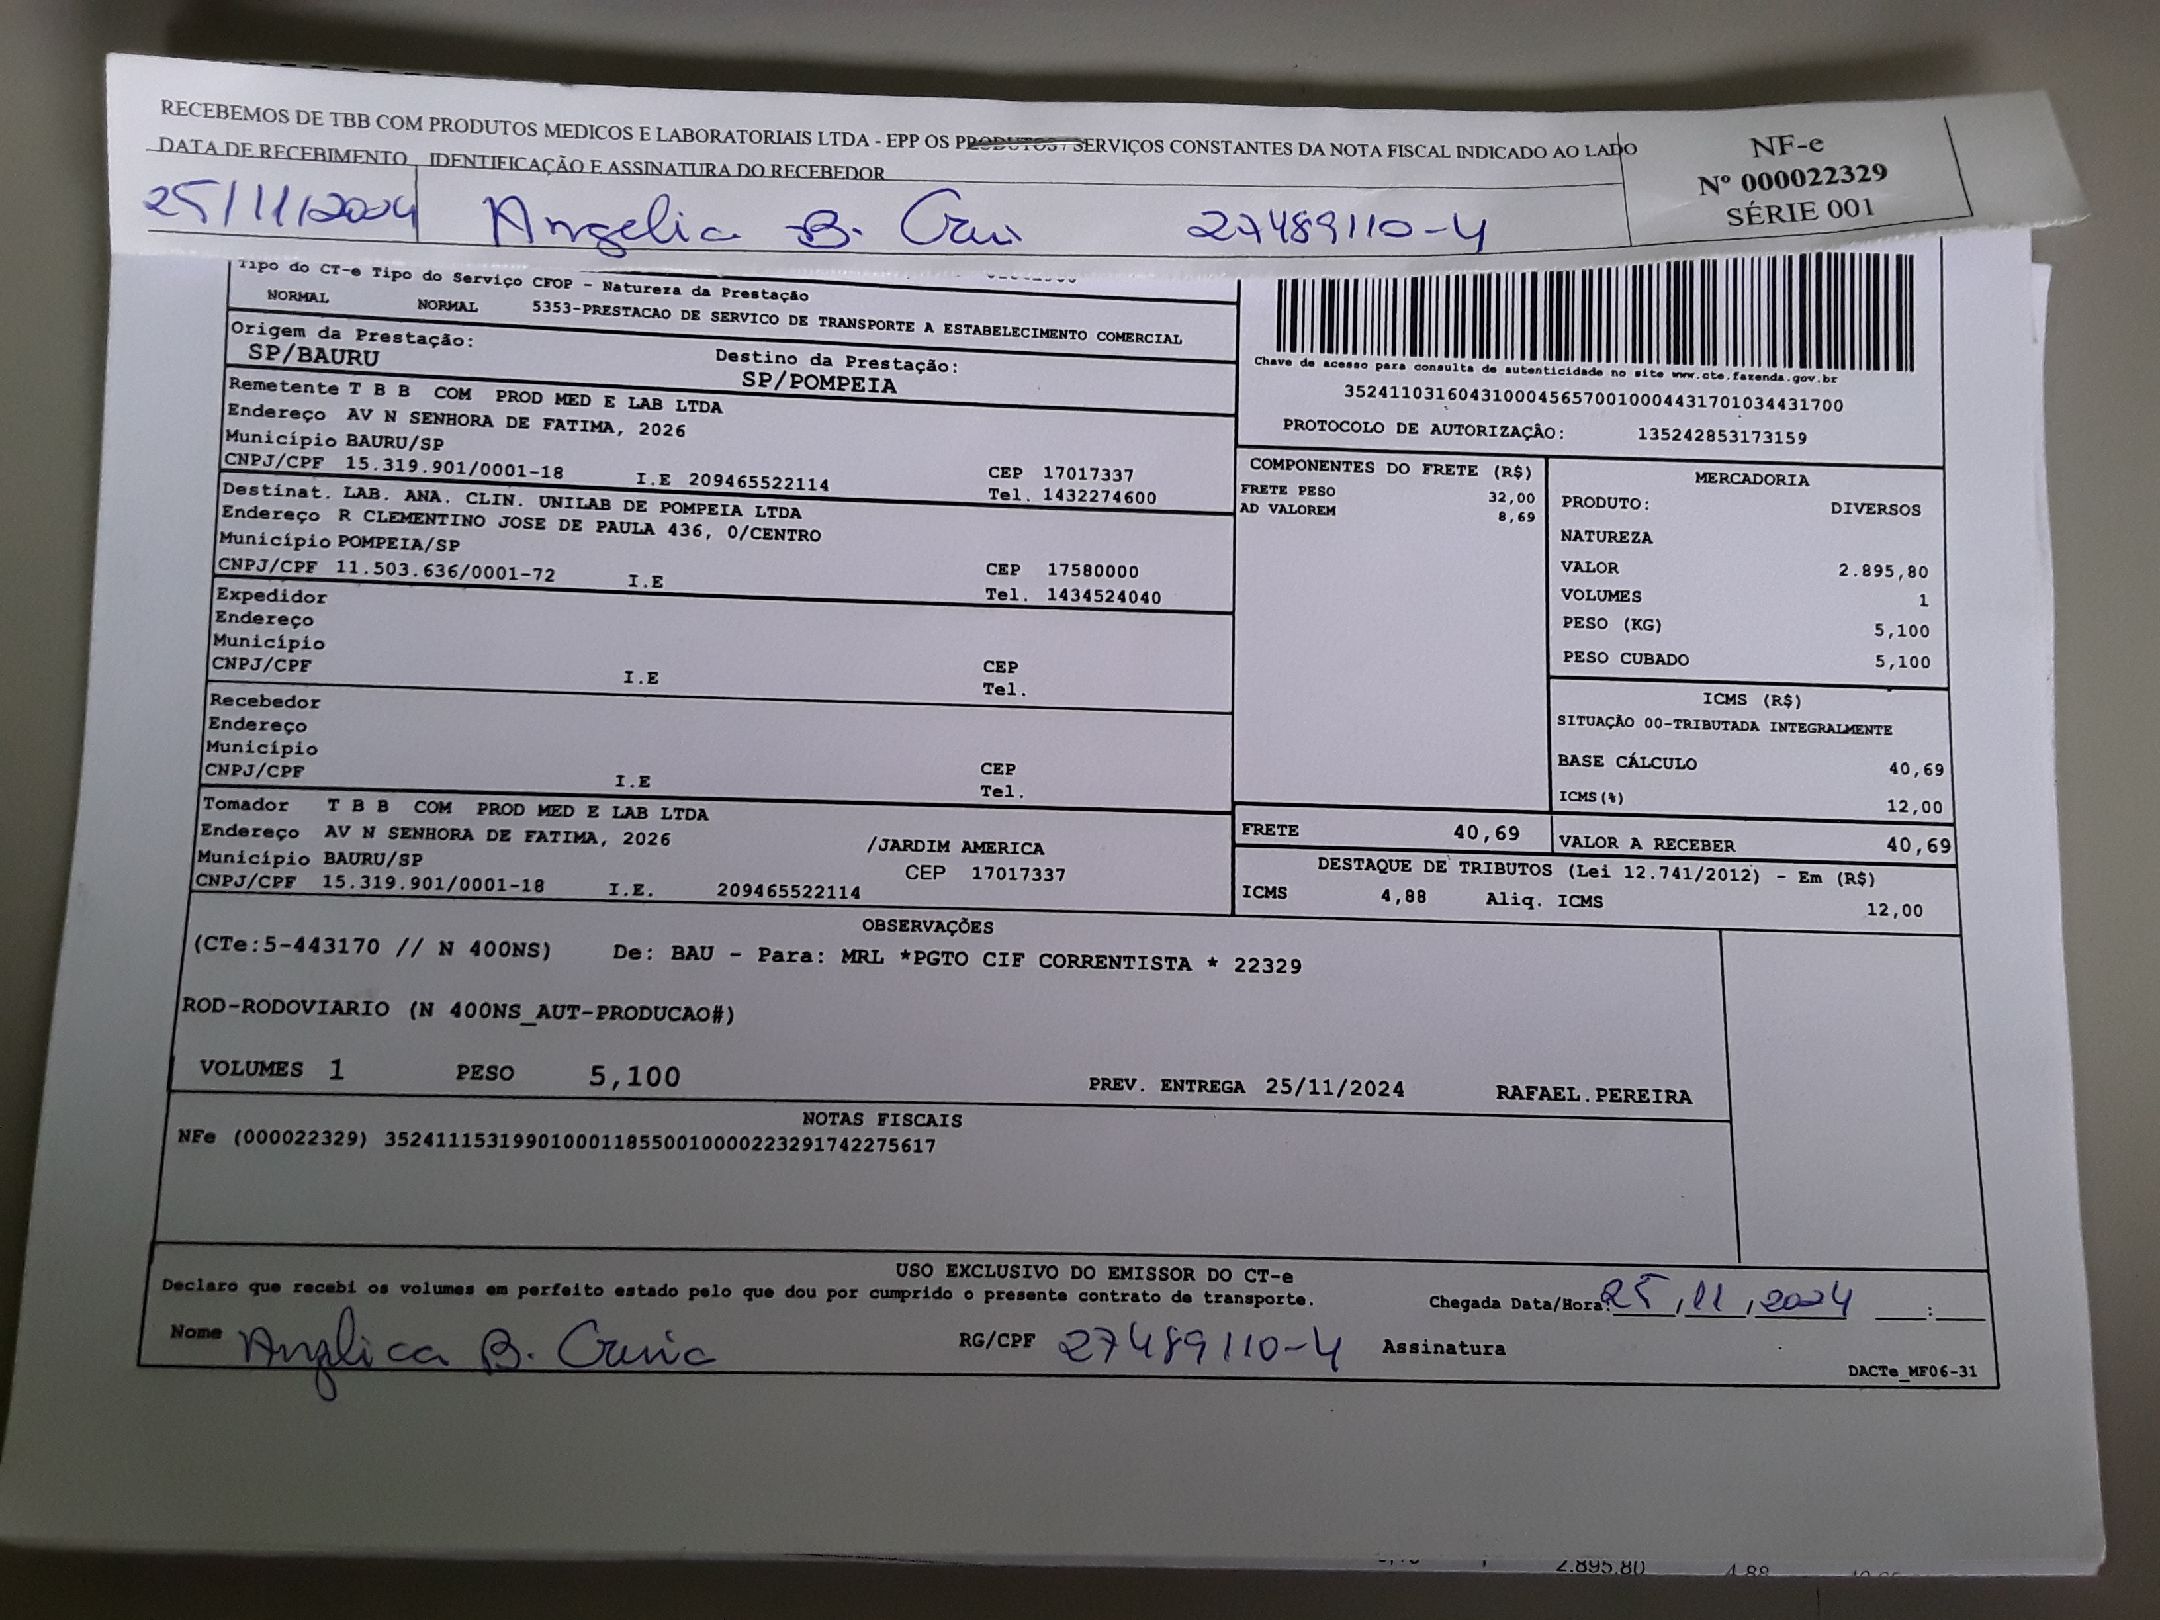 RECEBEMOS DE TBB COM PRODUTOS MEDICOS E LABORATORIAIS LTDA - EPP OS PRODUTOS / SERVIÇOS CONSTANTES DA NOTA FISCAL INDICADO AO LADO
DATA DE RECEBIMENTO IDENTIFICAÇÃO E ASSINATURA DO RECEBEDOR
25/11/2024 Angelica B. 27489110-4
NF-e
Nº 000022329
SÉRIE 001
Tipo do CT-e Tipo do Serviço CFOP - Natureza da Prestação
NORMAL NORMAL 5353-PRESTACAO DE SERVICO DE TRANSPORTE A ESTABELECIMENTO COMERCIAL
Origem da Prestação: Destino da Prestação:
SP/BAURU SP/POMPEIA
Remetente T B B COM PROD MED E LAB LTDA
Endereço AV N SENHORA DE FATIMA, 2026
Município BAURU/SP CEP 17017337
CNPJ/CPF 15.319.901/0001-18 I.E 209465522114 Tel. 1432274600
Destinat. LAB. ANA. CLIN. UNILAB DE POMPEIA LTDA
Endereço R CLEMENTINO JOSE DE PAULA 436, 0/CENTRO
Município POMPEIA/SP CEP 17580000
CNPJ/CPF 11.503.636/0001-72 I.E Tel. 1434524040
Expedidor
Endereço
Município CEP
CNPJ/CPF I.E Tel.
Recebedor
Endereço
Município CEP
CNPJ/CPF I.E Tel.
Tomador T B B COM PROD MED E LAB LTDA
Endereço AV N SENHORA DE FATIMA, 2026 /JARDIM AMERICA
Município BAURU/SP CEP 17017337
CNPJ/CPF 15.319.901/0001-18 I.E. 209465522114
Chave de acesso para consulta de autenticidade no site www.cte.fazenda.gov.br
35241103160431000456570010004431701034431700
PROTOCOLO DE AUTORIZAÇÃO: 135242853173159
COMPONENTES DO FRETE (R$)
FRETE PESO 32,00
AD VALOREM 8,69
MERCADORIA
PRODUTO: DIVERSOS
NATUREZA
VALOR 2.895,80
VOLUMES 1
PESO (KG) 5,100
PESO CUBADO 5,100
ICMS (R$)
SITUAÇÃO 00-TRIBUTADA INTEGRALMENTE
BASE CÁLCULO 40,69
ICMS(%) 12,00
FRETE 40,69 VALOR A RECEBER 40,69
DESTAQUE DE TRIBUTOS (Lei 12.741/2012) - Em (R$)
ICMS 4,88 Aliq. ICMS 12,00
OBSERVAÇÕES
(CTe:5-443170 // N 400NS) De: BAU - Para: MRL *PGTO CIF CORRENTISTA * 22329
ROD-RODOVIARIO (N 400NS_AUT-PRODUCAO#)
VOLUMES 1 PESO 5,100 PREV. ENTREGA 25/11/2024 RAFAEL.PEREIRA
NOTAS FISCAIS
NFe (000022329) 35241115319901000118550010000223291742275617
USO EXCLUSIVO DO EMISSOR DO CT-e
Declaro que recebi os volumes em perfeito estado pelo que dou por cumprido o presente contrato de transporte. Chegada Data/Hora: 25/11/2024 :
Nome Angelica B. RG/CPF 27489110-4 Assinatura
DACTe_MF06-31
2.895,80 4,88